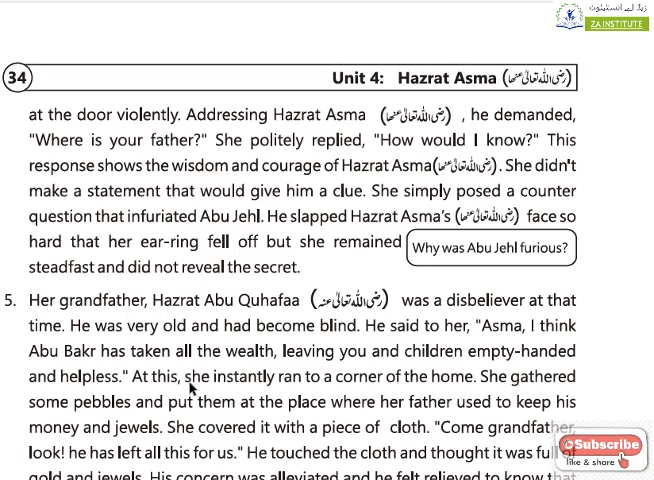 زیڈ اے انسٹیٹیوٹ
ZA INSTITUTE
34
Unit 4: Hazrat Asma (رضی اللہ تعالیٰ عنھا)
at the door violently. Addressing Hazrat Asma (رضی اللہ تعالیٰ عنھا) , he demanded,
"Where is your father?" She politely replied, "How would I know?" This
response shows the wisdom and courage of Hazrat Asma(رضی اللہ تعالیٰ عنھا). She didn't
make a statement that would give him a clue. She simply posed a counter
question that infuriated Abu Jehl. He slapped Hazrat Asma's (رضی اللہ تعالیٰ عنھا) face so
hard that her ear-ring fell off but she remained
steadfast and did not reveal the secret.
Why was Abu Jehl furious?
5. Her grandfather, Hazrat Abu Quhafaa (رضی اللہ تعالیٰ عنہ) was a disbeliever at that
time. He was very old and had become blind. He said to her, "Asma, I think
Abu Bakr has taken all the wealth, leaving you and children empty-handed
and helpless." At this, she instantly ran to a corner of the home. She gathered
some pebbles and put them at the place where her father used to keep his
money and jewels. She covered it with a piece of cloth. "Come grandfather,
look! he has left all this for us." He touched the cloth and thought it was full of
gold and jewels. His concern was alleviated and he felt relieved to know that
Subscribe
like & share